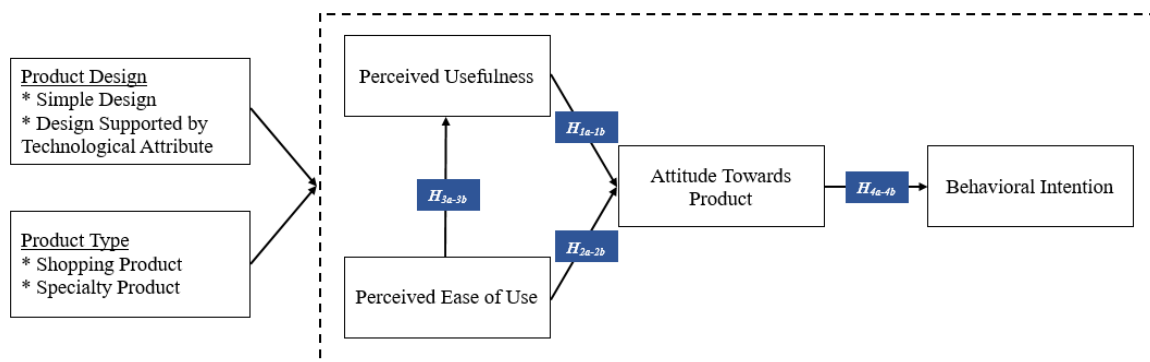 Product Design
* Simple Design
* Design Supported by
Technological Attribute
Product Type
* Shopping Product
* Specialty Product
Perceived Usefulness
H1a-1b
H3a-3b
H2a-2b
Perceived Ease of Use
Attitude Towards
Product
H4a-4b
Behavioral Intention